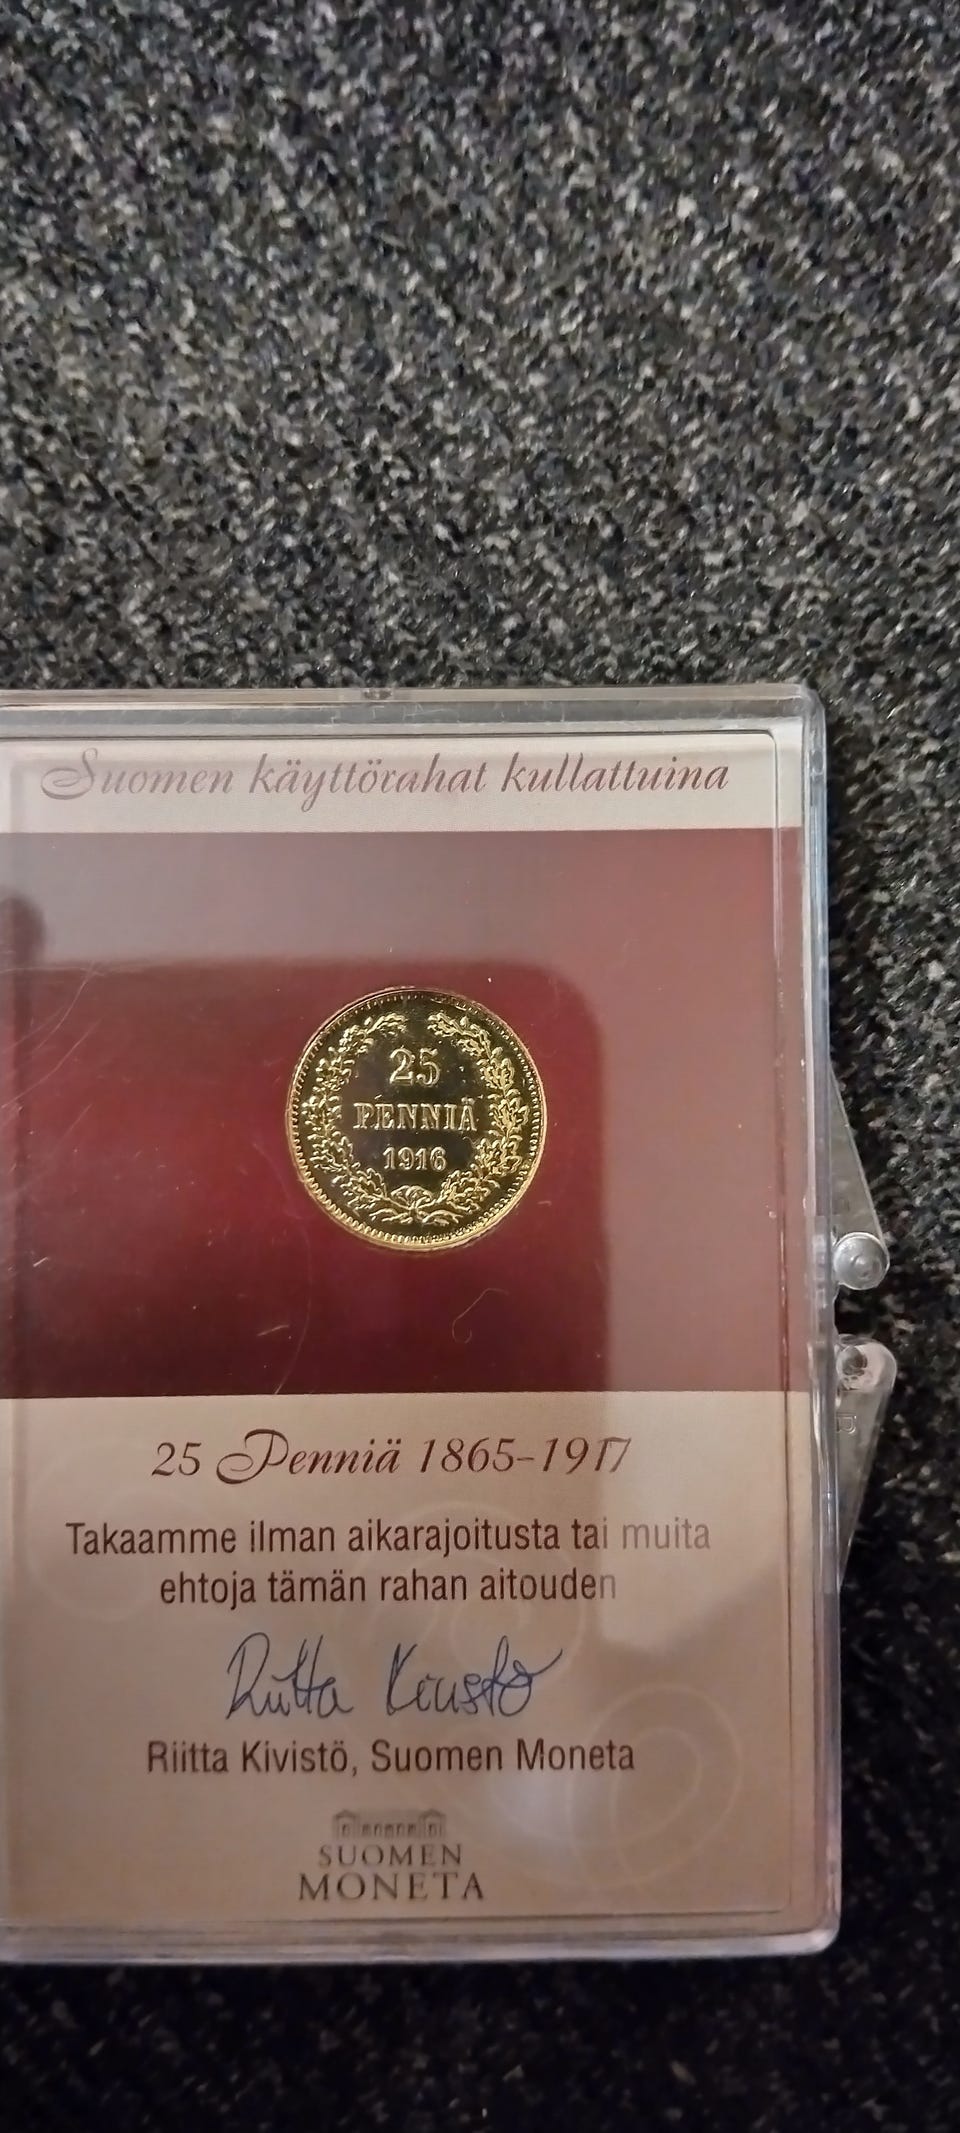 Suomen käyttörahat kullattuina
25
PENNIÄ
1916
25 Penniä 1865-1917
Takaamme ilman aikarajoitusta tai muita
ehtoja tämän rahan aitouden
Riitta Kivistö
Riitta Kivistö, Suomen Moneta
SUOMEN
MONETA